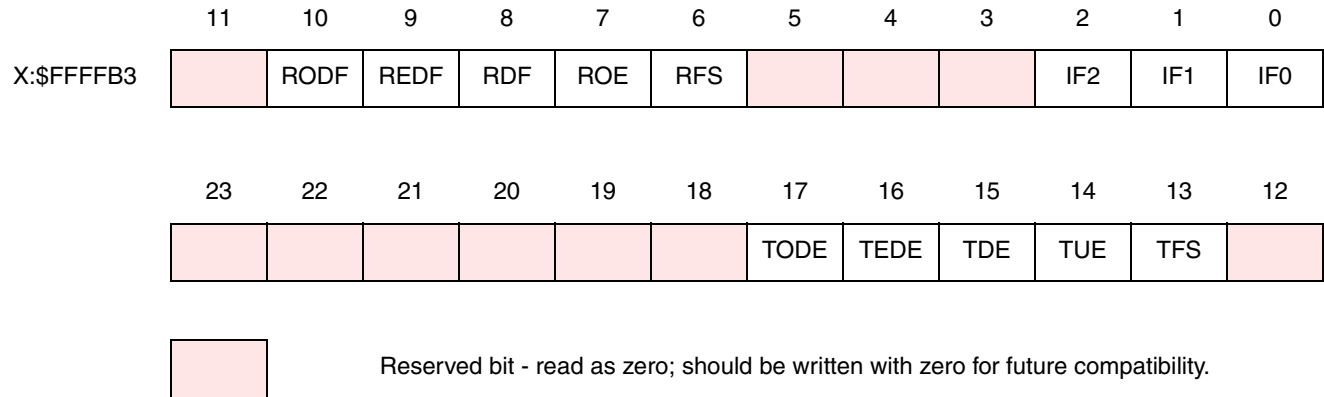 11 10 9 8 7 6 5 4 3 2 1 0
X:$FFFFB3 RODF REDF RDF ROE RFS IF2 IF1 IF0
23 22 21 20 19 18 17 16 15 14 13 12
TODE TEDE TDE TUE TFS
Reserved bit - read as zero; should be written with zero for future compatibility.